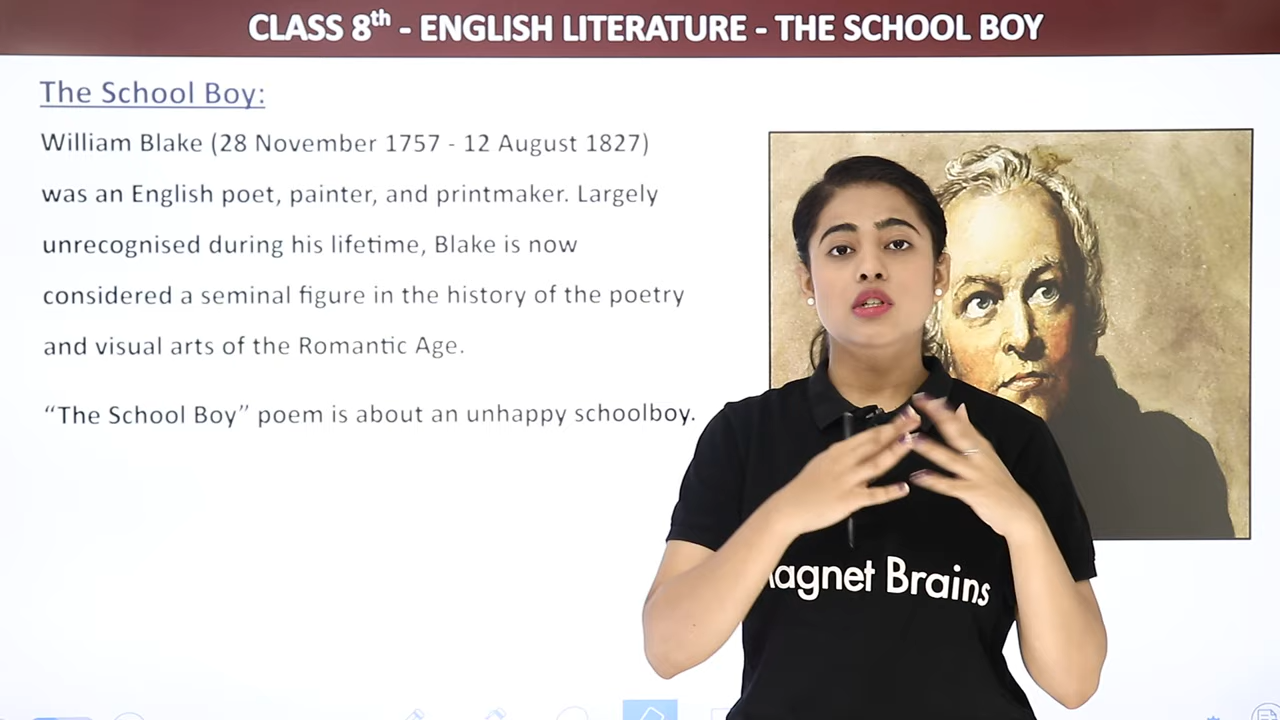 CLASS 8th - ENGLISH LITERATURE - THE SCHOOL BOY
The School Boy:
William Blake (28 November 1757 - 12 August 1827)
was an English poet, painter, and printmaker. Largely
unrecognised during his lifetime, Blake is now
considered a seminal figure in the history of the poetry
and visual arts of the Romantic Age.
“The School Boy” poem is about an unhappy schoolboy.
agnet Brains